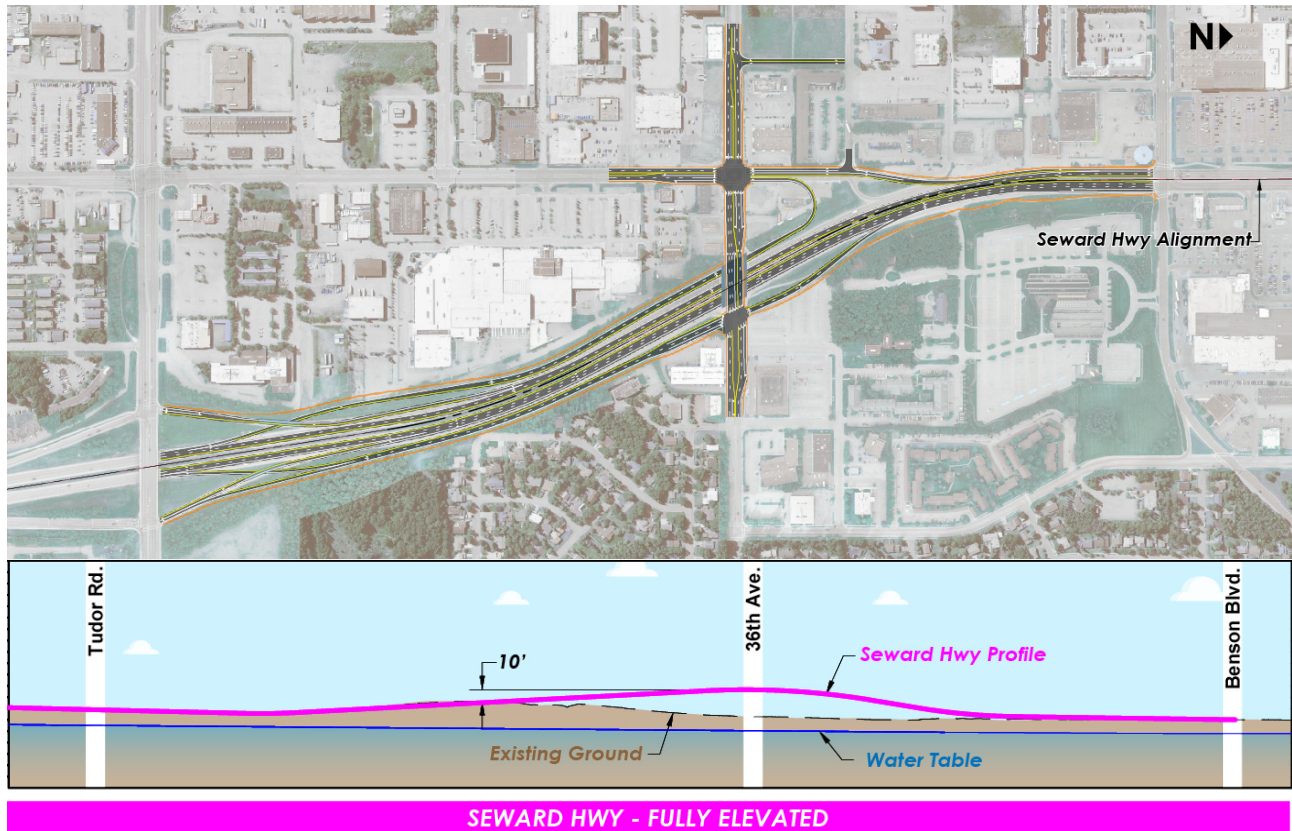 N
Seward Hwy Alignment
Tudor Rd.
10'
36th Ave.
Seward Hwy Profile
Benson Blvd.
Existing Ground
Water Table
SEWARD HWY - FULLY ELEVATED